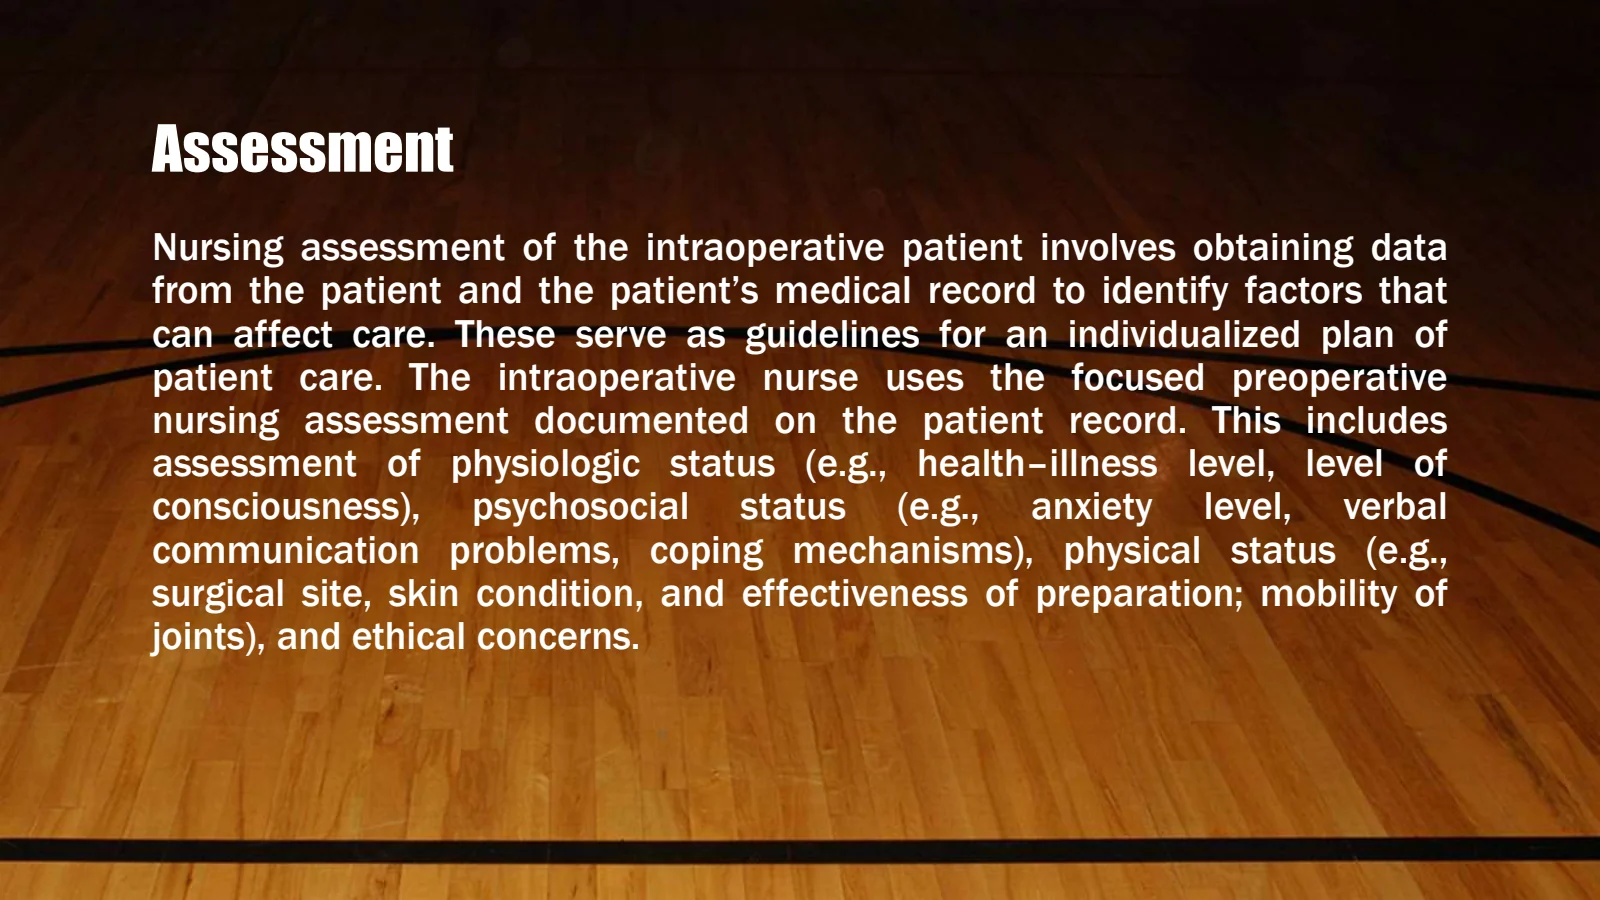 Assessment
Nursing assessment of the intraoperative patient involves obtaining data
from the patient and the patient’s medical record to identify factors that
can affect care. These serve as guidelines for an individualized plan of
patient care. The intraoperative nurse uses the focused preoperative
nursing assessment documented on the patient record. This includes
assessment of physiologic status (e.g., health–illness level, level of
consciousness), psychosocial status (e.g., anxiety level, verbal
communication problems, coping mechanisms), physical status (e.g.,
surgical site, skin condition, and effectiveness of preparation; mobility of
joints), and ethical concerns.